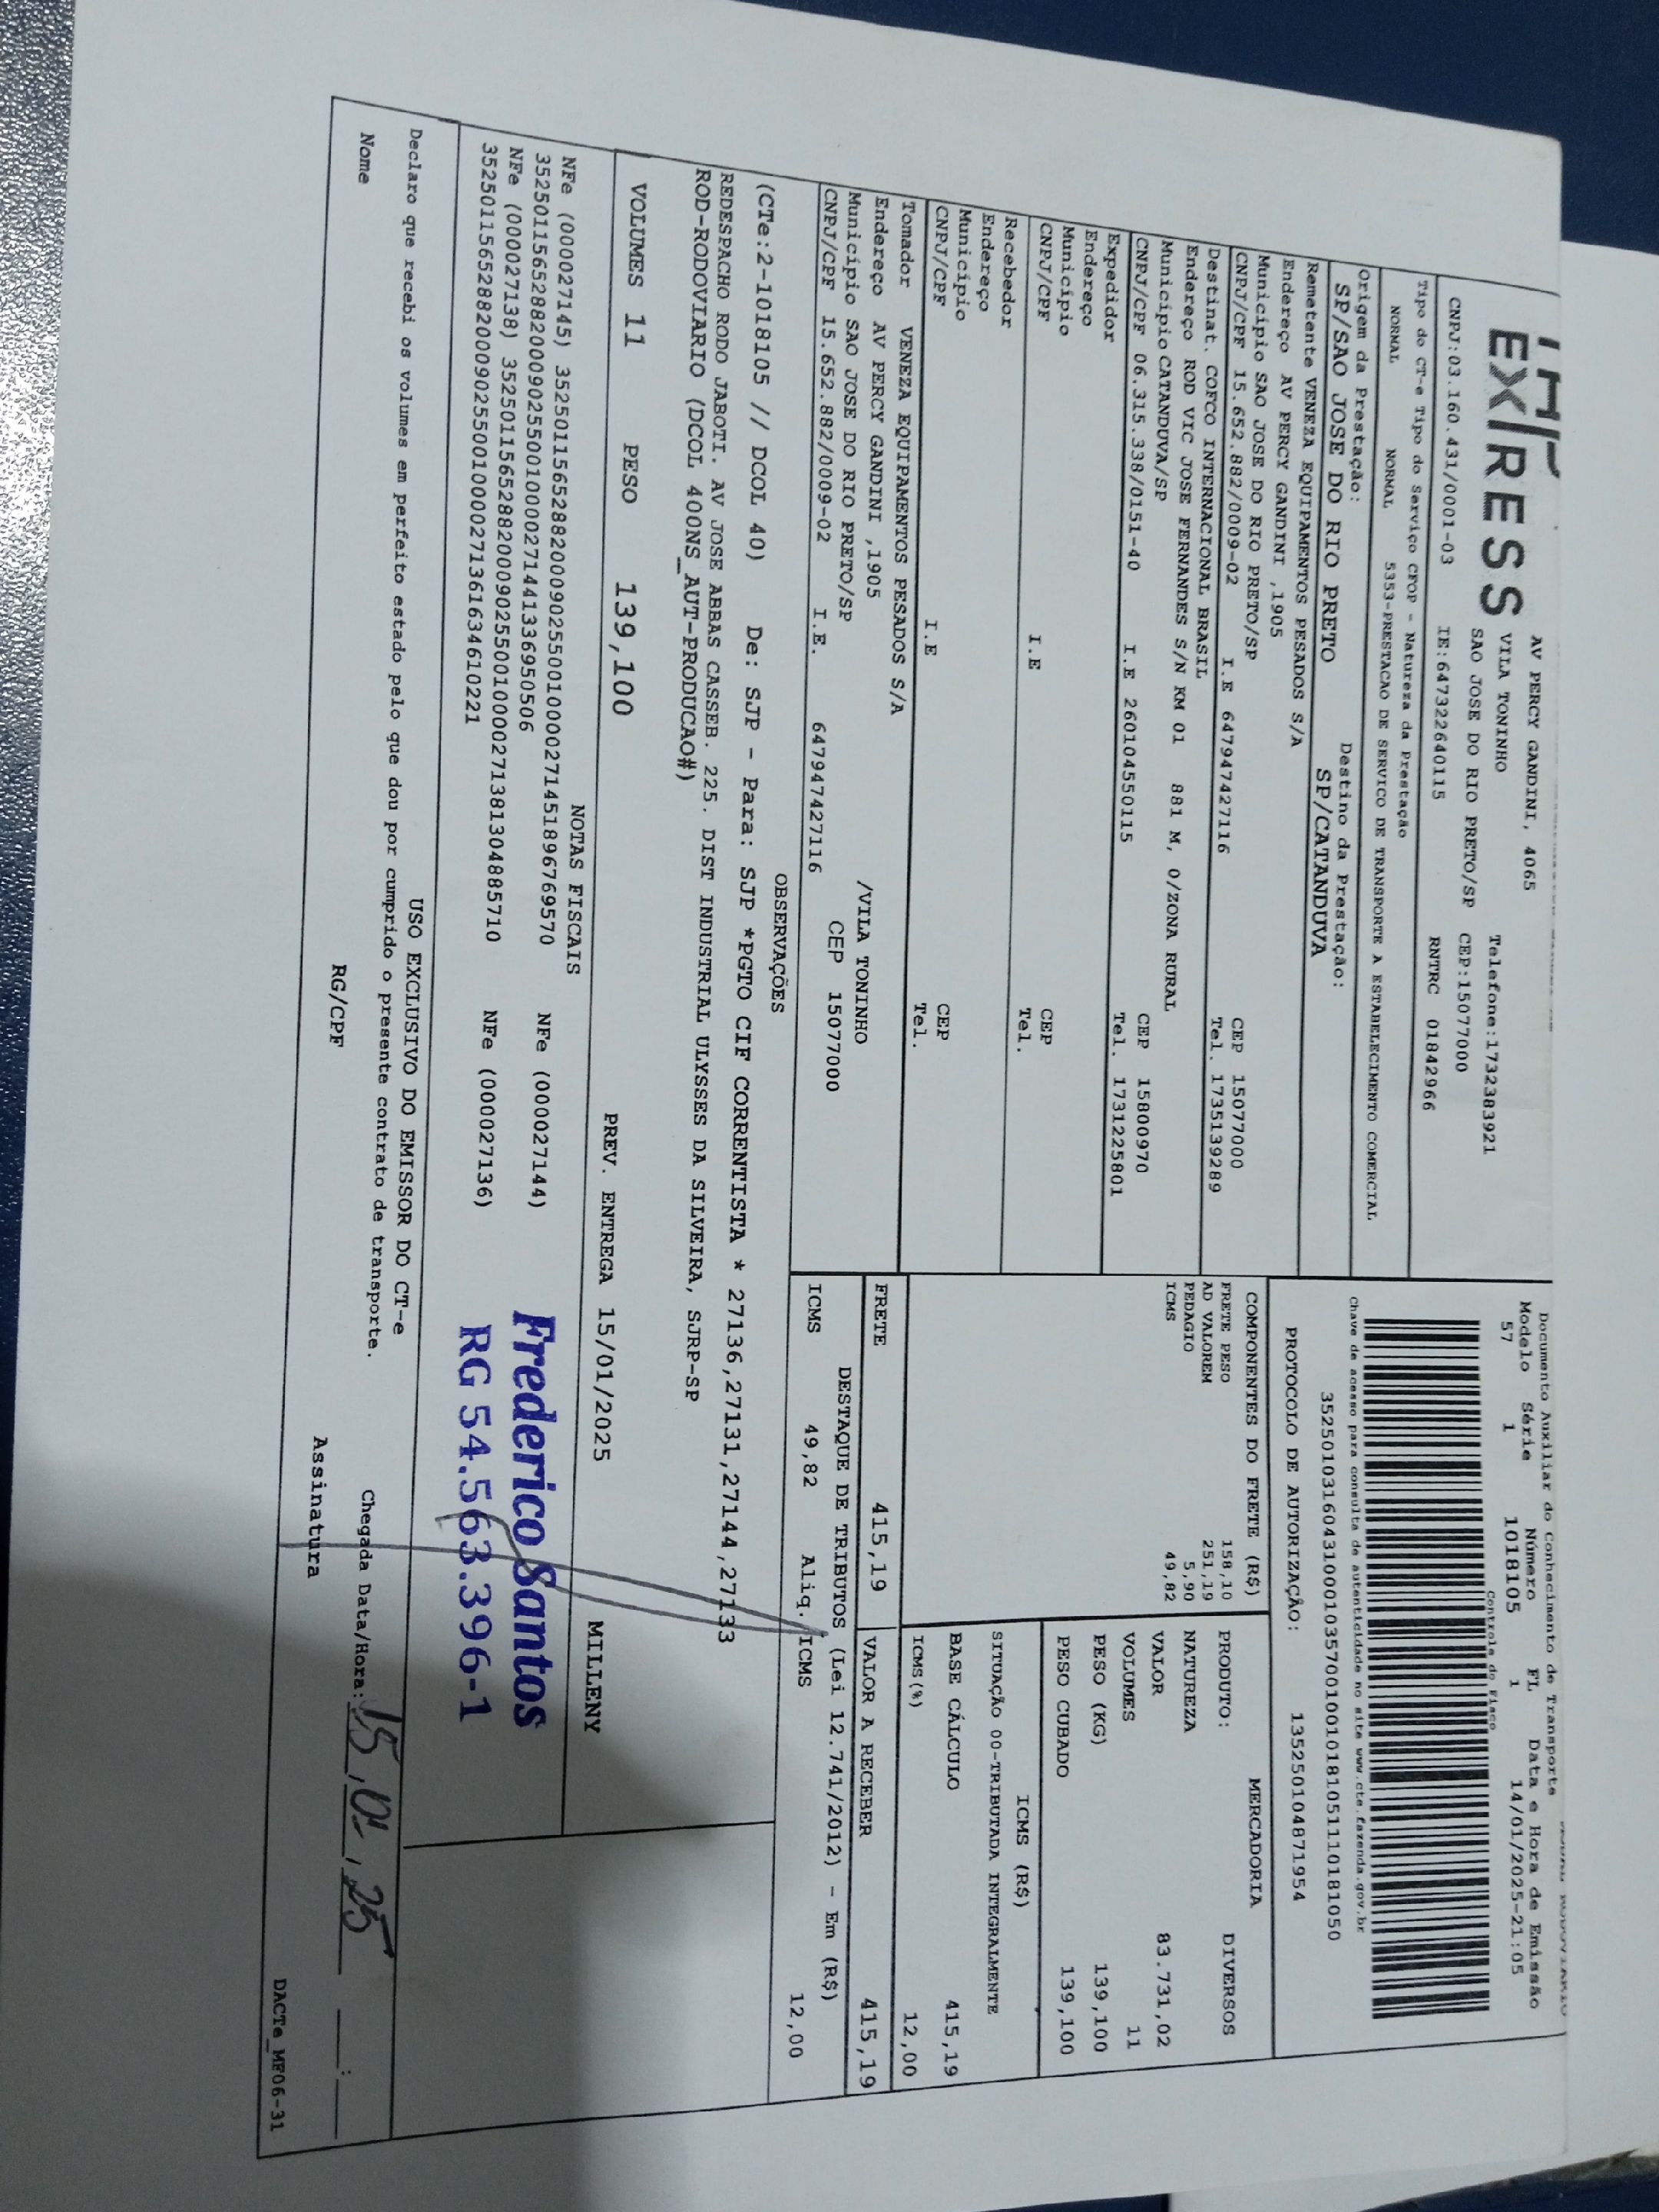 EXPRESS
AV PERCY GANDINI, 4065
VILA TONINHO
Telefone:1732383921
SAO JOSE DO RIO PRETO/SP CEP:15077000
CNPJ:03.160.431/0001-03 IE:647322640115 RNTRC 01842966
Tipo do CT-e Tipo do Serviço CFOP - Natureza da Prestação
NORMAL NORMAL 5353-PRESTACAO DE SERVICO DE TRANSPORTE A ESTABELECIMENTO COMERCIAL
Origem da Prestação: Destino da Prestação:
SP/SAO JOSE DO RIO PRETO SP/CATANDUVA
Remetente VENEZA EQUIPAMENTOS PESADOS S/A
Endereço AV PERCY GANDINI ,1905
Município SAO JOSE DO RIO PRETO/SP CEP 15077000
CNPJ/CPF 15.652.882/0009-02 I.E 647947427116 Tel. 1735139289
Destinat. COFCO INTERNACIONAL BRASIL
Endereço ROD VIC JOSE FERNANDES S/N KM 01 881 M, 0/ZONA RURAL
Município CATANDUVA/SP CEP 15800970
CNPJ/CPF 06.315.338/0151-40 I.E 260104550115 Tel. 1731225801
Expedidor
Endereço
Município CEP
CNPJ/CPF I.E Tel.
Recebedor
Endereço
Município CEP
CNPJ/CPF I.E Tel.
Tomador VENEZA EQUIPAMENTOS PESADOS S/A
Endereço AV PERCY GANDINI ,1905 /VILA TONINHO
Município SAO JOSE DO RIO PRETO/SP CEP 15077000
CNPJ/CPF 15.652.882/0009-02 I.E. 647947427116
Documento Auxiliar do Conhecimento de Transporte
Modelo Série Número FL Data e Hora de Emissão
57 1 1018105 1 14/01/2025-21:05
Controle do Fisco
Chave de acesso para consulta de autenticidade no site www.cte.fazenda.gov.br
35250103160431000103570010010181051110181050
PROTOCOLO DE AUTORIZAÇÃO: 135250104871954
COMPONENTES DO FRETE (R$)
FRETE PESO 158,10
AD VALOREM 251,19
PEDAGIO 5,90
ICMS 49,82
MERCADORIA
PRODUTO: DIVERSOS
NATUREZA
VALOR 83.731,02
VOLUMES 11
PESO (KG) 139,100
PESO CUBADO 139,100
ICMS (R$)
SITUAÇÃO 00-TRIBUTADA INTEGRALMENTE
BASE CÁLCULO 415,19
ICMS(%) 12,00
FRETE 415,19 VALOR A RECEBER 415,19
DESTAQUE DE TRIBUTOS (Lei 12.741/2012) - Em (R$)
ICMS 49,82 Aliq. ICMS 12,00
OBSERVAÇÕES
(CTe:2-1018105 // DCOL 40) De: SJP - Para: SJP *PGTO CIF CORRENTISTA * 27136,27131,27144,27133
REDESPACHO RODO JABOTI. AV JOSE ABBAS CASSEB. 225. DIST INDUSTRIAL ULYSSES DA SILVEIRA, SJRP-SP
ROD-RODOVIARIO (DCOL 400NS_AUT-PRODUCAO#)
VOLUMES 11 PESO 139,100 PREV. ENTREGA 15/01/2025 MILLENY
NOTAS FISCAIS
NFe (000027145) 35250115652882000902550010000271451896769570 NFe (000027144)
35250115652882000902550010000271441336950506
NFe (000027138) 35250115652882000902550010000271381304885710 NFe (000027136)
35250115652882000902550010000271361634610221
Frederico Santos
RG 54.563.396-1
USO EXCLUSIVO DO EMISSOR DO CT-e
Declaro que recebi os volumes em perfeito estado pelo que dou por cumprido o presente contrato de transporte.
Chegada Data/Hora: 15,01,25 :
Nome RG/CPF Assinatura
DACTe_MF06-31